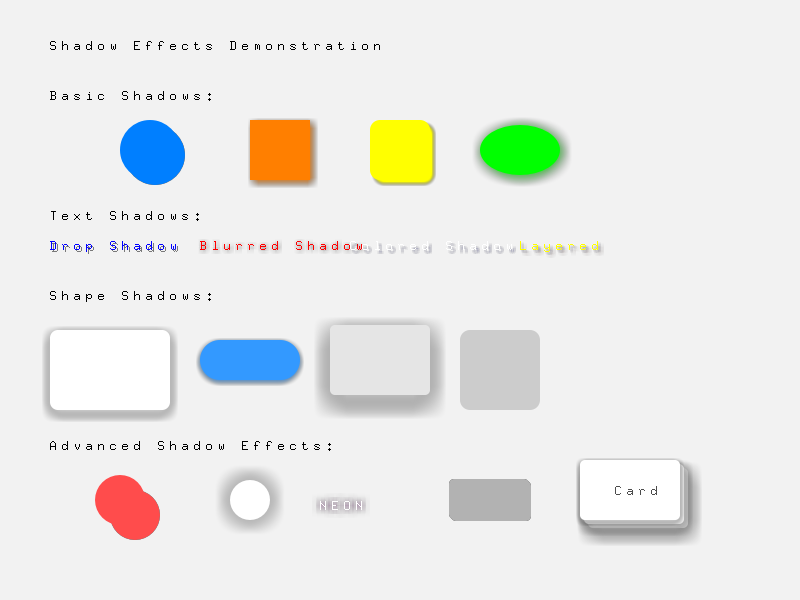 Shadow Effects Demonstration
Basic Shadows:
Text Shadows:
Drop Shadow Blurred Shadow Colored Shadow Layered
Shape Shadows:
Advanced Shadow Effects:
NEON
Card